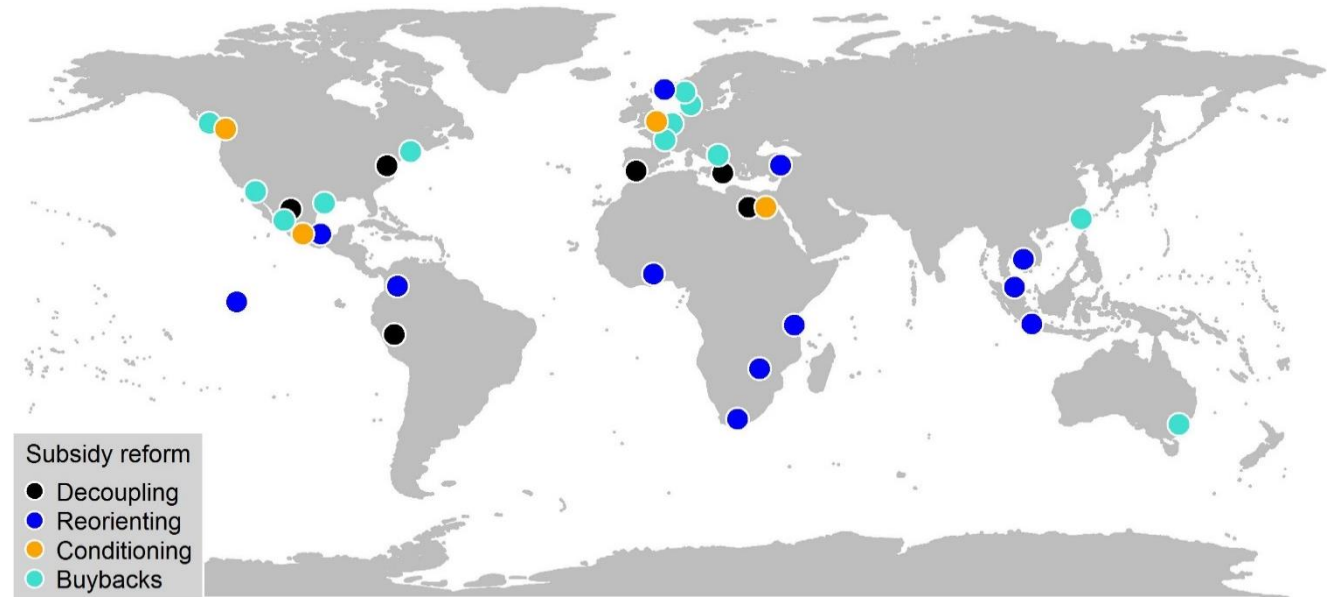 Subsidy reform
Decoupling
Reorienting
Conditioning
Buybacks